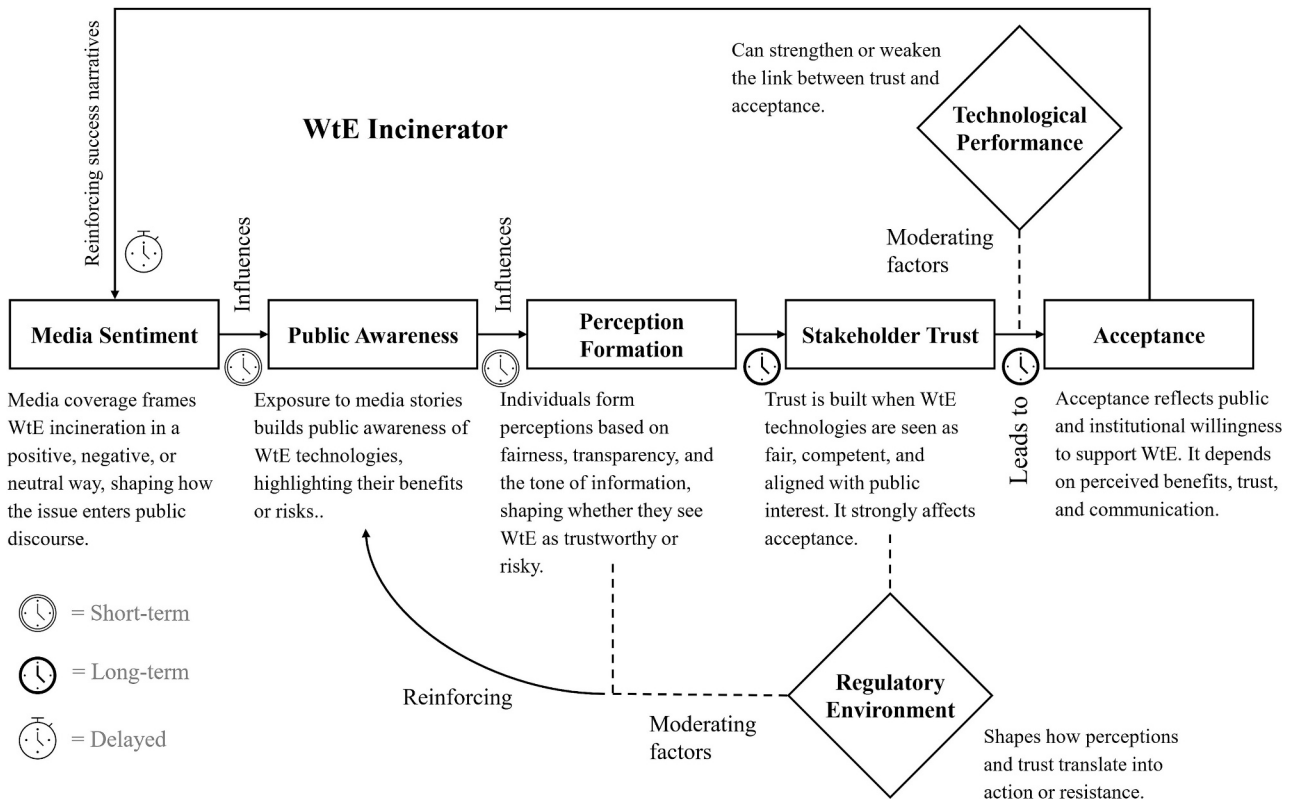 Reinforcing success narratives
WtE Incinerator
Can strengthen or weaken
the link between trust and
acceptance.
Technological
Performance
Moderating
factors
Influences
Influences
Media Sentiment
Public Awareness
Perception
Formation
Stakeholder Trust
Acceptance
Leads to
Media coverage frames
WtE incineration in a
positive, negative, or
neutral way, shaping how
the issue enters public
discourse.
Exposure to media stories
builds public awareness of
WtE technologies,
highlighting their benefits
or risks..
Individuals form
perceptions based on
fairness, transparency, and
the tone of information,
shaping whether they see
WtE as trustworthy or
risky.
Trust is built when WtE
technologies are seen as
fair, competent, and
aligned with public
interest. It strongly affects
acceptance.
Acceptance reflects public
and institutional willingness
to support WtE. It depends
on perceived benefits, trust,
and communication.
= Short-term
= Long-term
= Delayed
Reinforcing
Moderating
factors
Regulatory
Environment
Shapes how perceptions
and trust translate into
action or resistance.